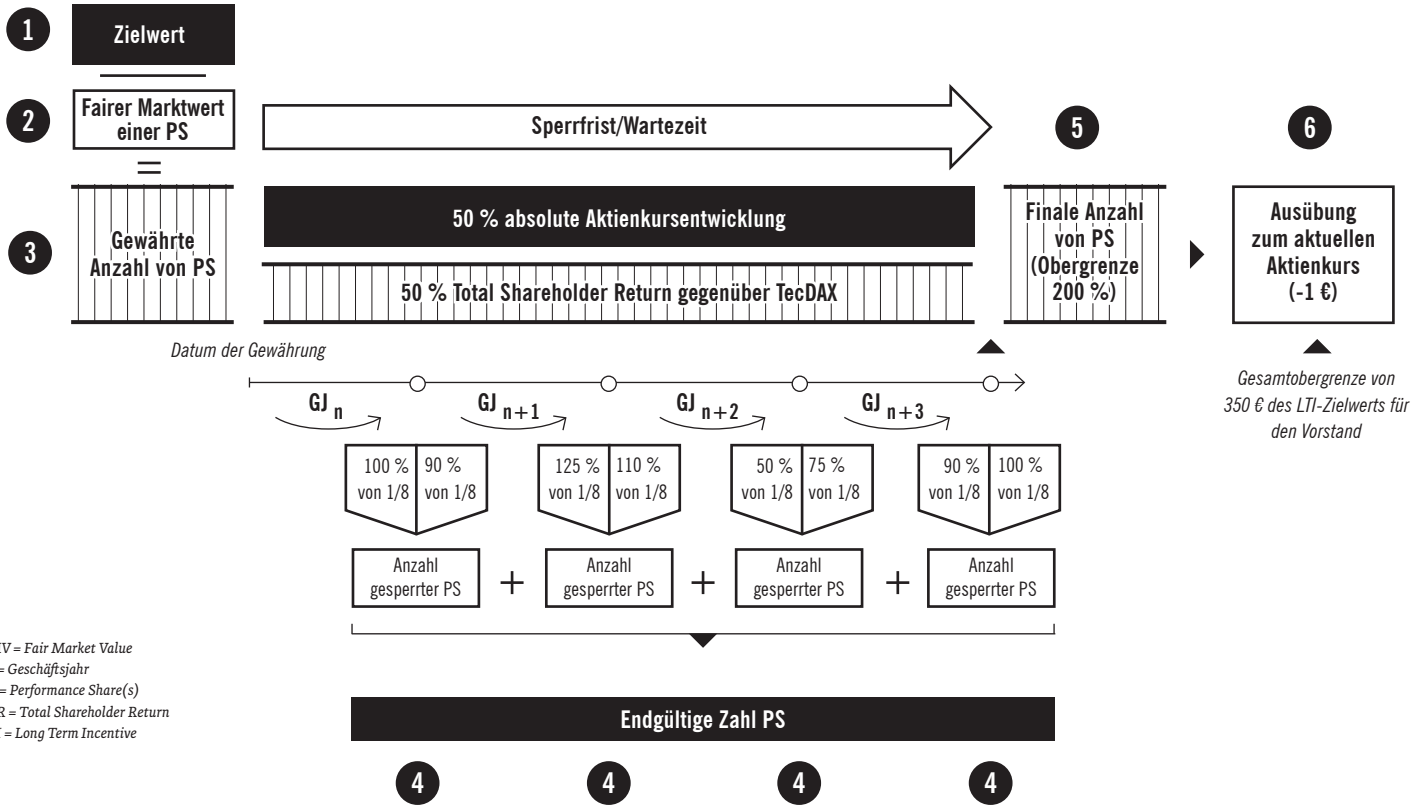 1
Zielwert
2
Fairer Marktwert
einer PS
=
Sperrfrist/Wartezeit
5
6
3
Gewährte
Anzahl von PS
50 % absolute Aktienkursentwicklung
50 % Total Shareholder Return gegenüber TecDAX
Finale Anzahl
von PS
(Obergrenze
200 %)
Ausübung
zum aktuellen
Aktienkurs
(-1 €)
Datum der Gewährung
Gesamtobergrenze von
350 € des LTI-Zielwerts für
den Vorstand
GJ n
GJ n+1
GJ n+2
GJ n+3
100 %
von 1/8
90 %
von 1/8
125 %
von 1/8
110 %
von 1/8
50 %
von 1/8
75 %
von 1/8
90 %
von 1/8
100 %
von 1/8
Anzahl
gesperrter PS
+
Anzahl
gesperrter PS
+
Anzahl
gesperrter PS
+
Anzahl
gesperrter PS
V = Fair Market Value
= Geschäftsjahr
= Performance Share(s)
R = Total Shareholder Return
= Long Term Incentive
Endgültige Zahl PS
4
4
4
4